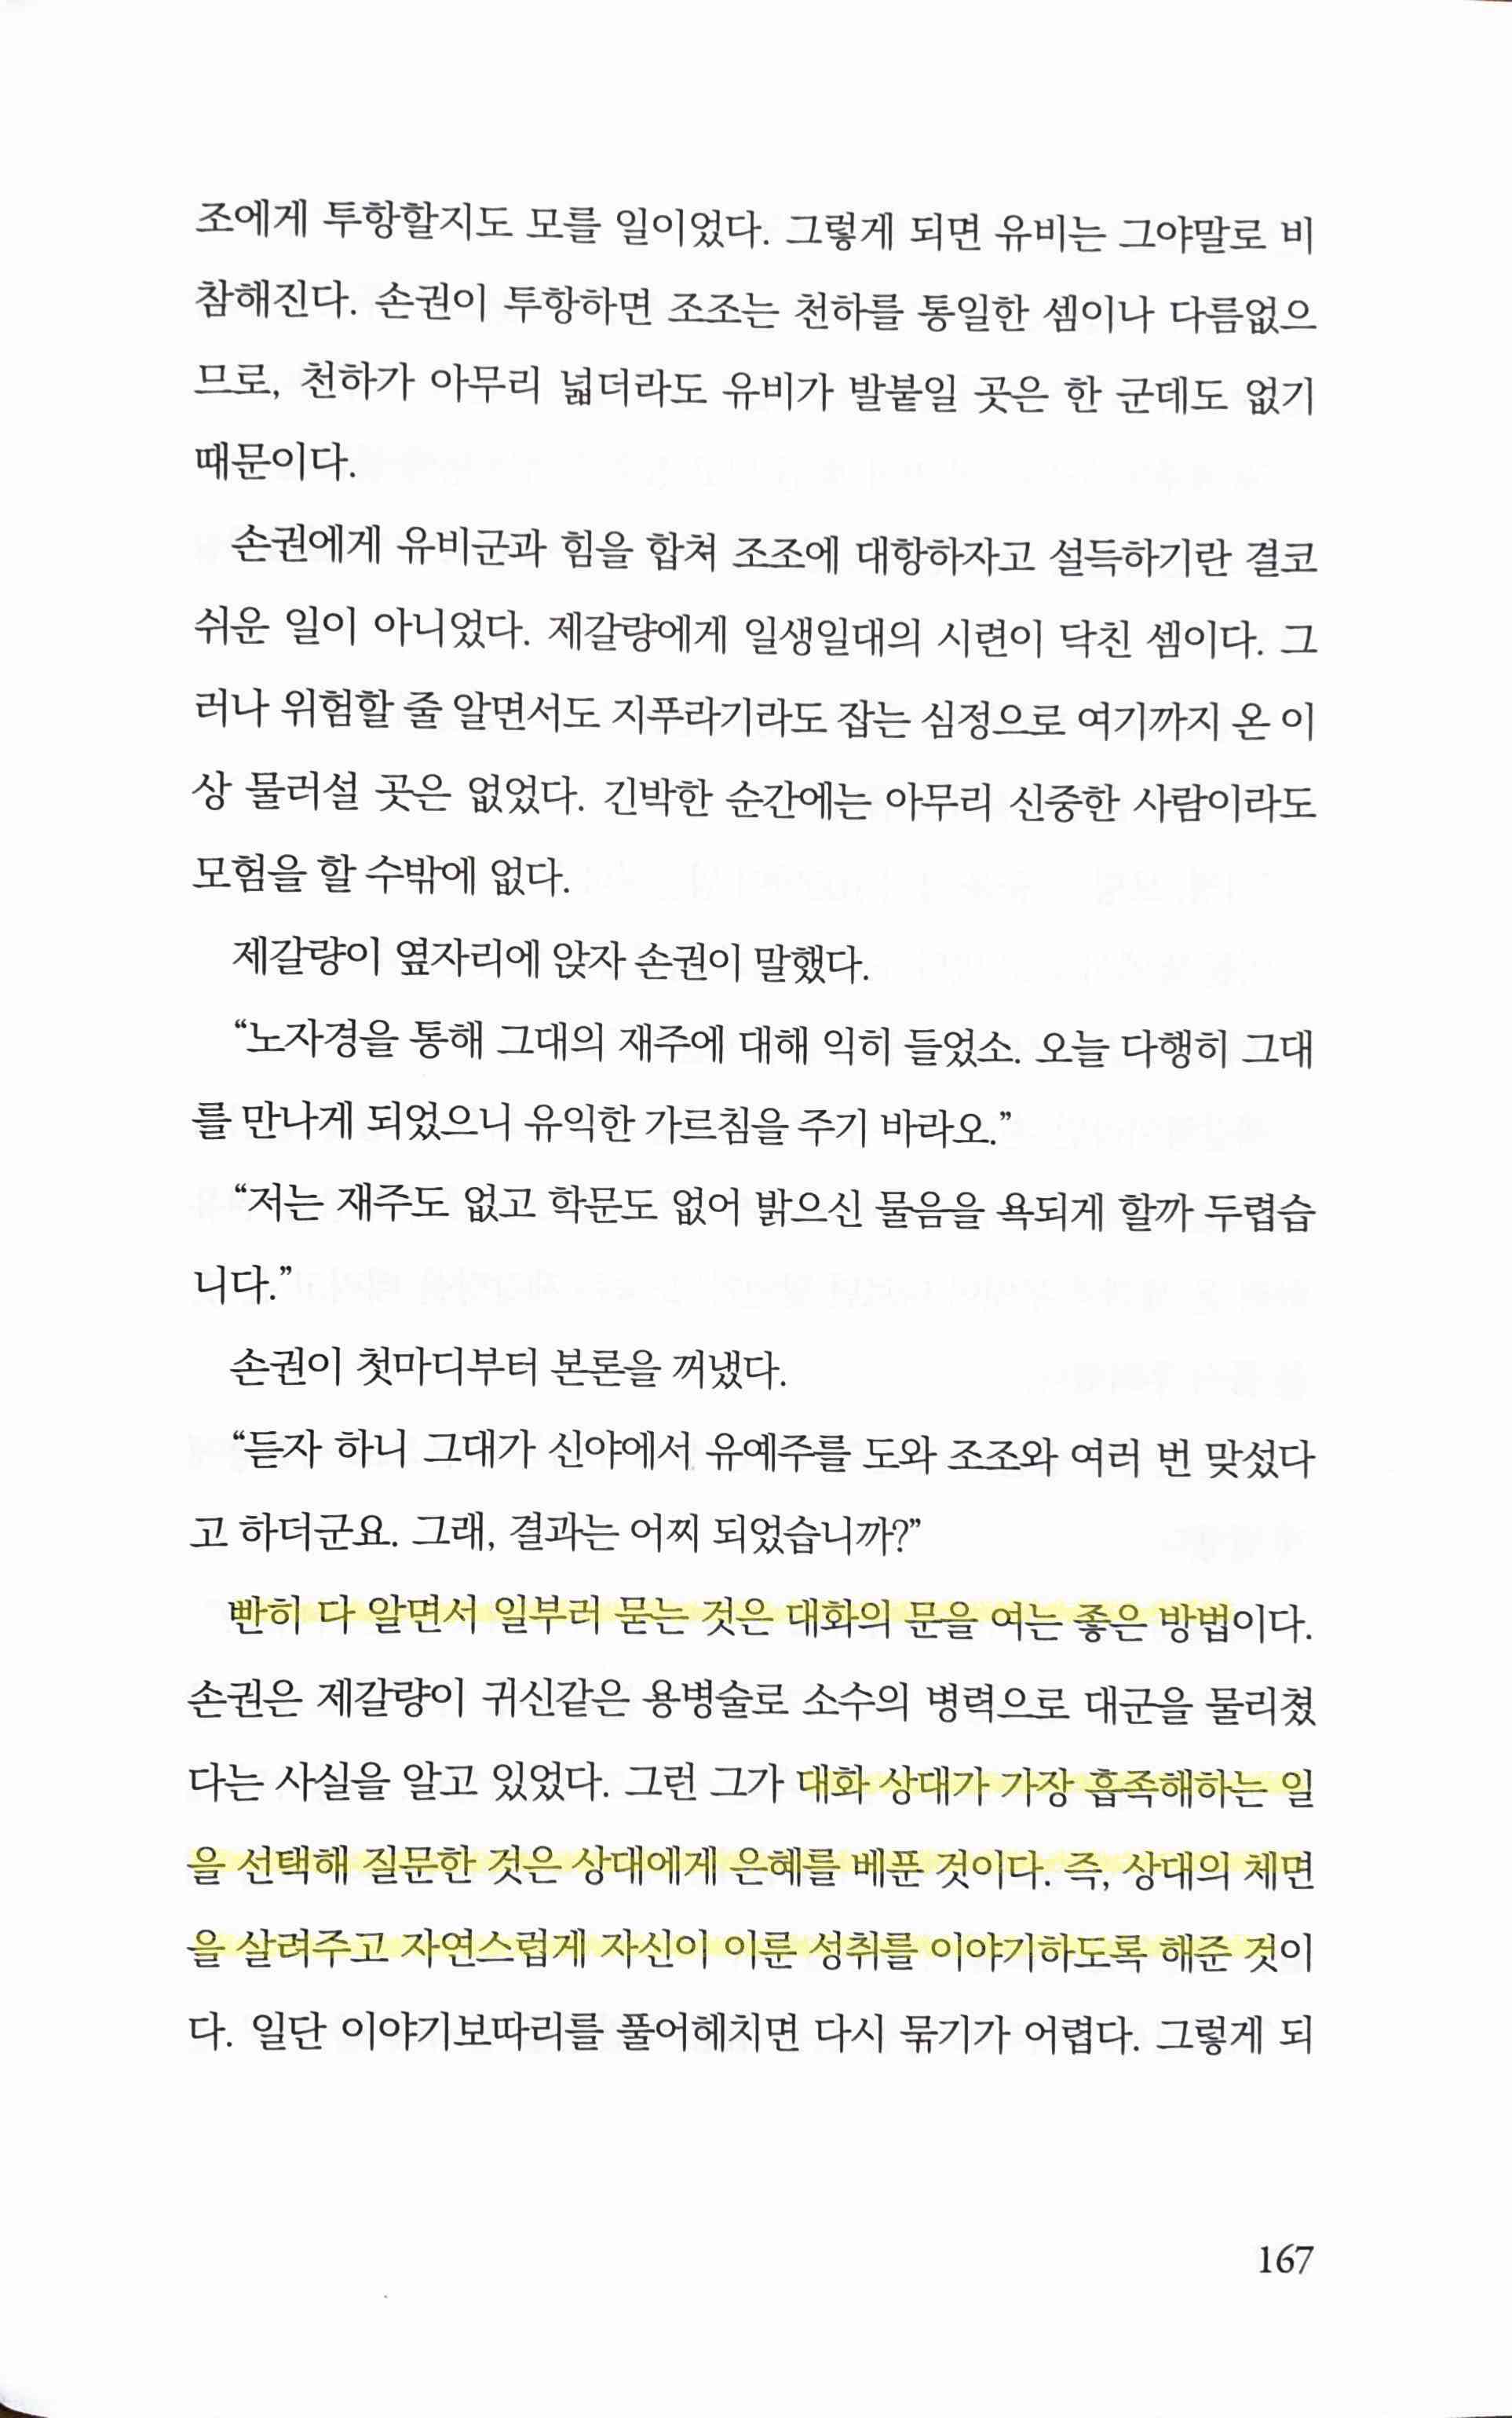 조에게 투항할지도 모를 일이었다. 그렇게 되면 유비는 그야말로 비
참해진다. 손권이 투항하면 조조는 천하를 통일한 셈이나 다름없으
므로, 천하가 아무리 넓더라도 유비가 발붙일 곳은 한 군데도 없기
때문이다.
손권에게 유비군과 힘을 합쳐 조조에 대항하자고 설득하기란 결코
쉬운 일이 아니었다. 제갈량에게 일생일대의 시련이 닥친 셈이다. 그
러나 위험할 줄 알면서도 지푸라기라도 잡는 심정으로 여기까지 온 이
상 물러설 곳은 없었다. 긴박한 순간에는 아무리 신중한 사람이라도
모험을 할 수밖에 없다.
제갈량이 옆자리에 앉자 손권이 말했다.
“노자경을 통해 그대의 재주에 대해 익히 들었소. 오늘 다행히 그대
를 만나게 되었으니 유익한 가르침을 주기 바라오.”
“저는 재주도 없고 학문도 없어 밝으신 물음을 욕되게 할까 두렵습
니다.”
손권이 첫마디부터 본론을 꺼냈다.
“듣자 하니 그대가 신야에서 유예주를 도와 조조와 여러 번 맞섰다
고 하더군요. 그래, 결과는 어찌 되었습니까?”
빤히 다 알면서 일부러 묻는 것은 대화의 문을 여는 좋은 방법이다.
손권은 제갈량이 귀신같은 용병술로 소수의 병력으로 대군을 물리쳤
다는 사실을 알고 있었다. 그런 그가 대화 상대가 가장 흡족해하는 일
을 선택해 질문한 것은 상대에게 은혜를 베푼 것이다. 즉, 상대의 체면
을 살려주고 자연스럽게 자신이 이룬 성취를 이야기하도록 해준 것이
다. 일단 이야기보따리를 풀어헤치면 다시 묶기가 어렵다. 그렇게 되
167